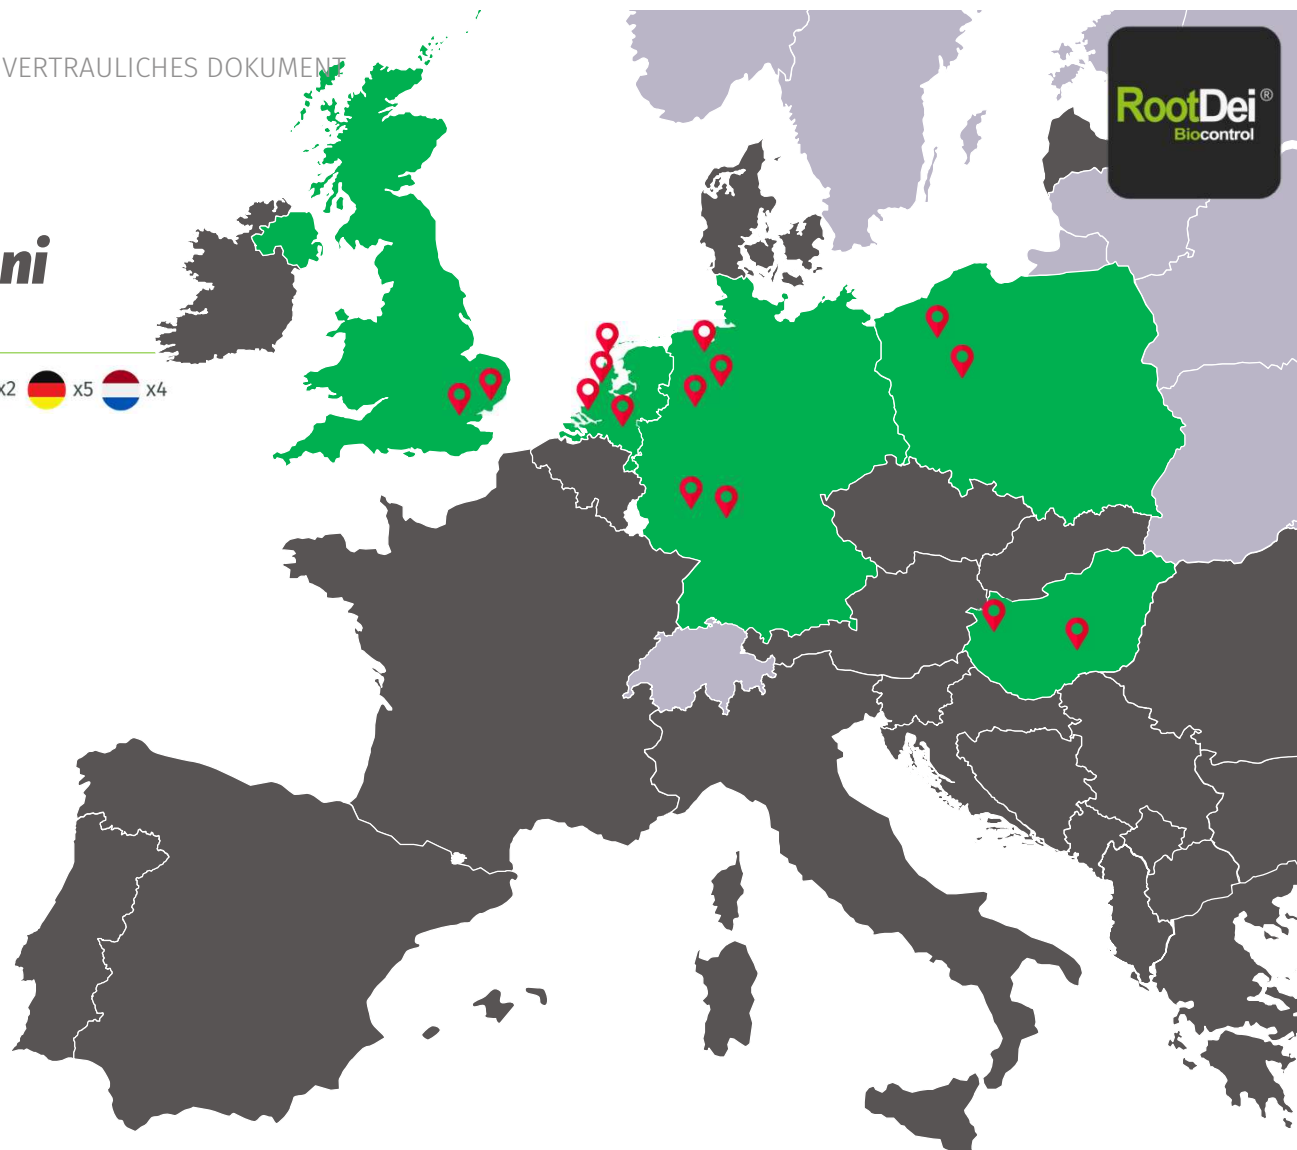 VERTRAULICHES DOKUMENT
RootDei®
Biocontrol
ni
x2 x5 x4